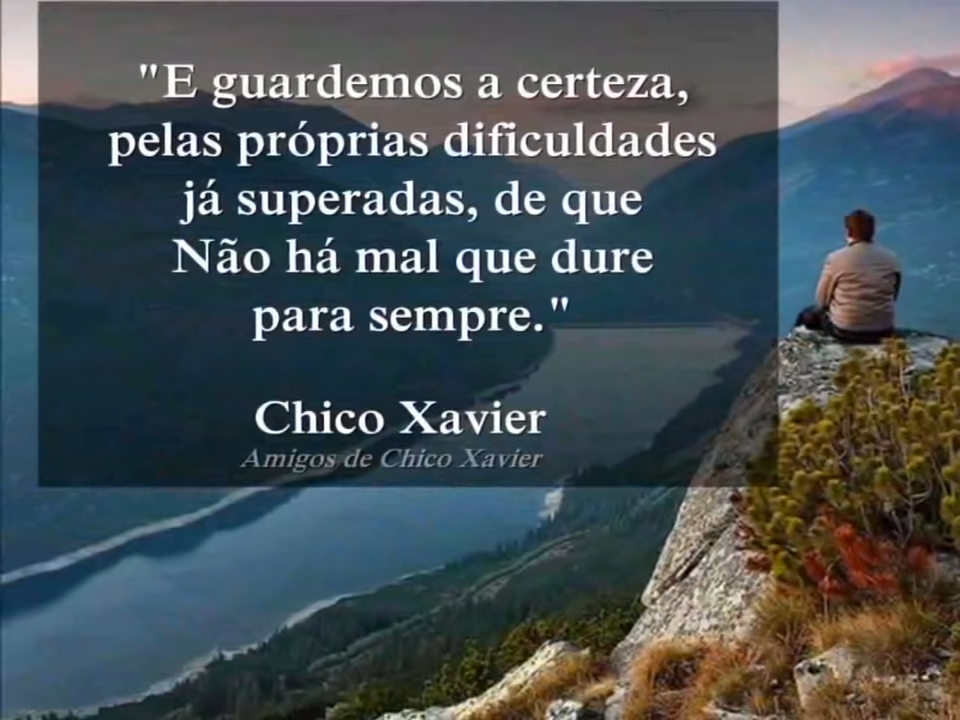 "E guardemos a certeza,
pelas próprias dificuldades
já superadas, de que
Não há mal que dure
para sempre."
Chico Xavier
Amigos de Chico Xavier